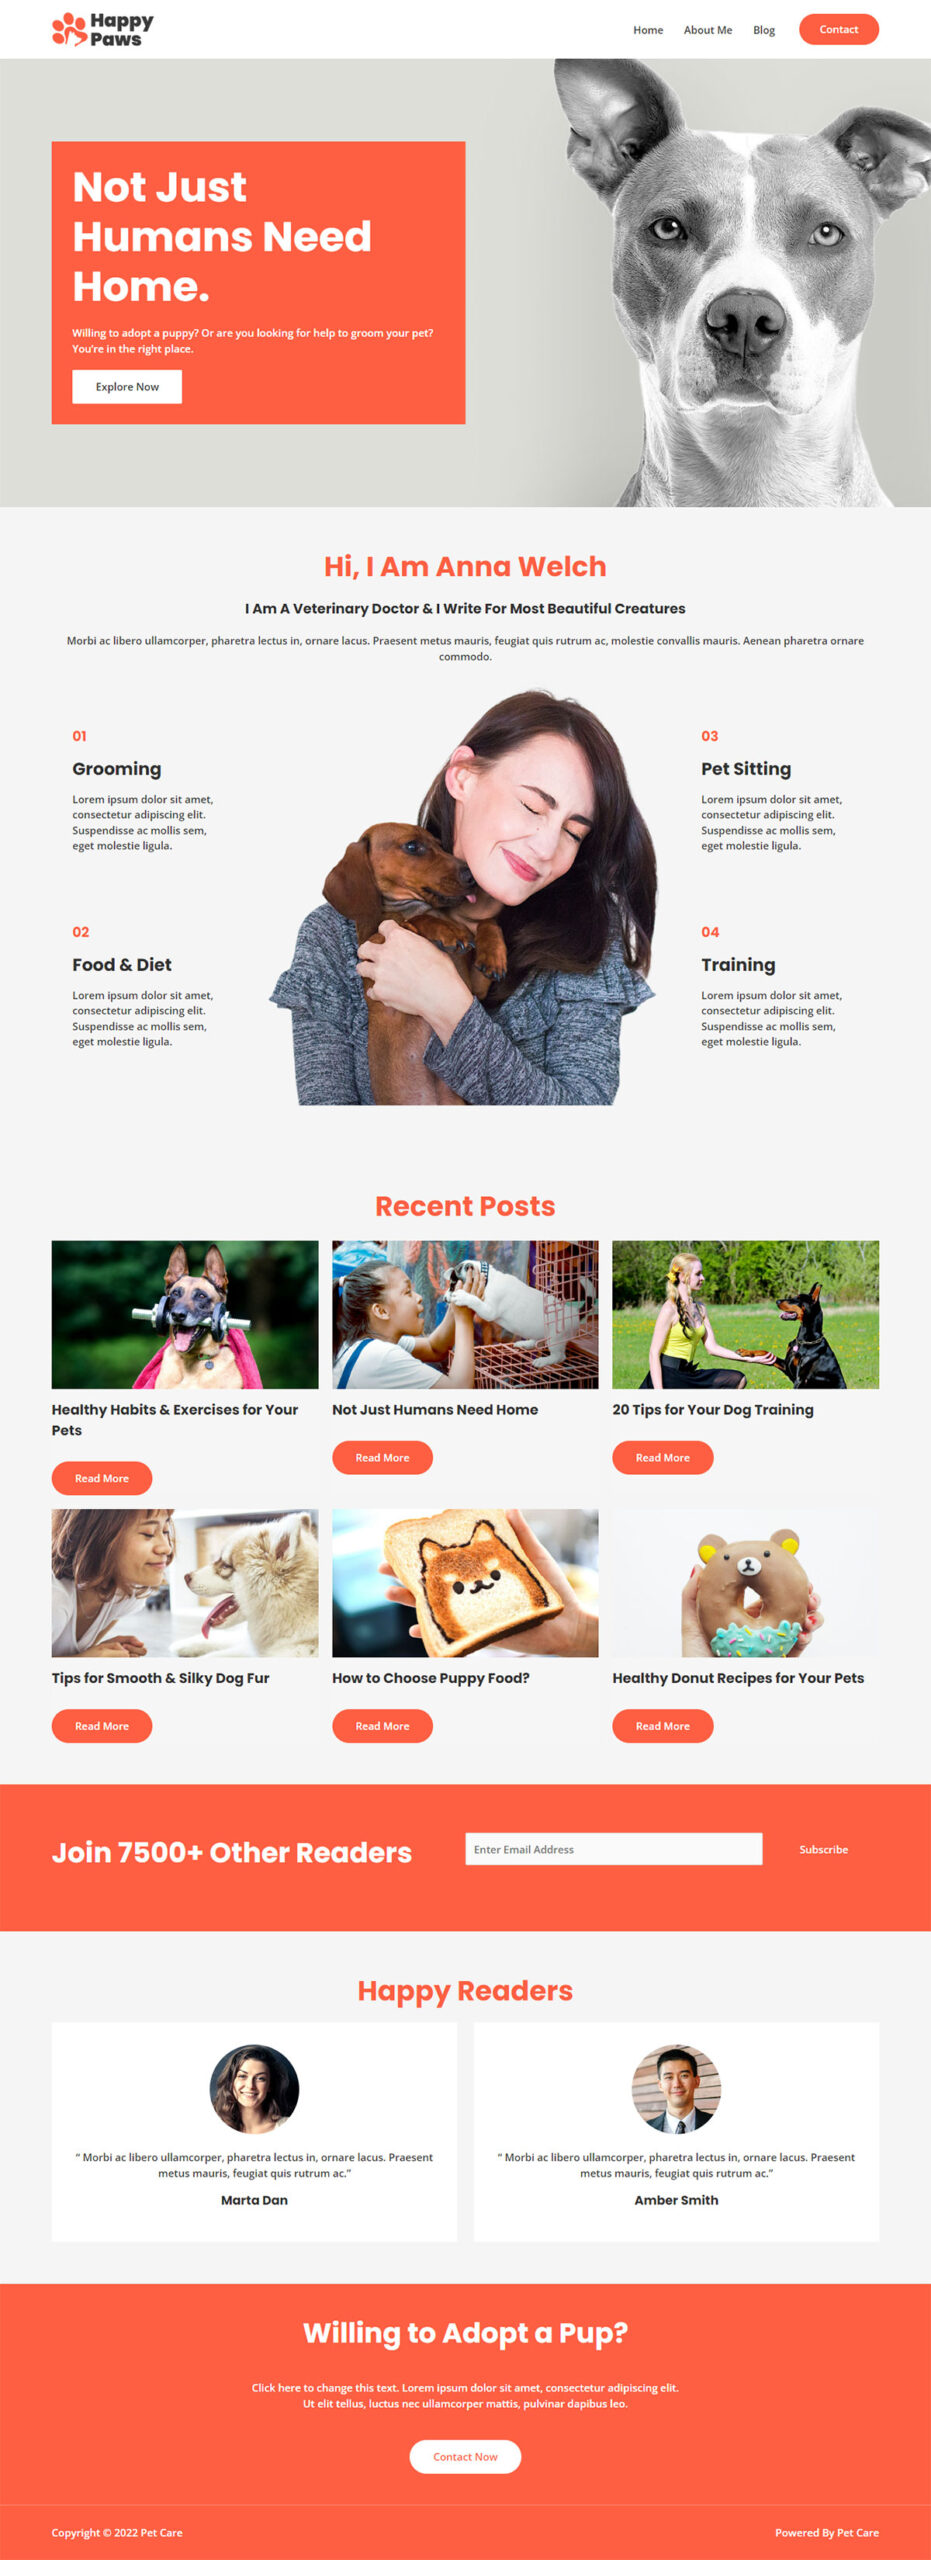 Happy
Paws
Home About Me Blog Contact
Not Just
Humans Need
Home.
Willing to adopt a puppy? Or are you looking for help to groom your pet?
You're in the right place.
Explore Now
Hi, I Am Anna Welch
I Am A Veterinary Doctor & I Write For Most Beautiful Creatures
Morbi ac libero ullamcorper, pharetra lectus in, ornare lacus. Praesent metus mauris, feugiat quis rutrum ac, molestie convallis mauris. Aenean pharetra ornare
commodo.
01
Grooming
Lorem ipsum dolor sit amet,
consectetur adipiscing elit.
Suspendisse ac mollis sem,
eget molestie ligula.
02
Food & Diet
Lorem ipsum dolor sit amet,
consectetur adipiscing elit.
Suspendisse ac mollis sem,
eget molestie ligula.
03
Pet Sitting
Lorem ipsum dolor sit amet,
consectetur adipiscing elit.
Suspendisse ac mollis sem,
eget molestie ligula.
04
Training
Lorem ipsum dolor sit amet,
consectetur adipiscing elit.
Suspendisse ac mollis sem,
eget molestie ligula.
Recent Posts
Healthy Habits & Exercises for Your
Pets
Read More
Not Just Humans Need Home
Read More
20 Tips for Your Dog Training
Read More
Tips for Smooth & Silky Dog Fur
Read More
How to Choose Puppy Food?
Read More
Healthy Donut Recipes for Your Pets
Read More
Join 7500+ Other Readers
Enter Email Address
Subscribe
Happy Readers
“ Morbi ac libero ullamcorper, pharetra lectus in, ornare lacus. Praesent
metus mauris, feugiat quis rutrum ac.”
Marta Dan
“ Morbi ac libero ullamcorper, pharetra lectus in, ornare lacus. Praesent
metus mauris, feugiat quis rutrum ac.”
Amber Smith
Willing to Adopt a Pup?
Click here to change this text. Lorem ipsum dolor sit amet, consectetur adipiscing elit.
Ut elit tellus, luctus nec ullamcorper mattis, pulvinar dapibus leo.
Contact Now
Copyright © 2022 Pet Care
Powered By Pet Care